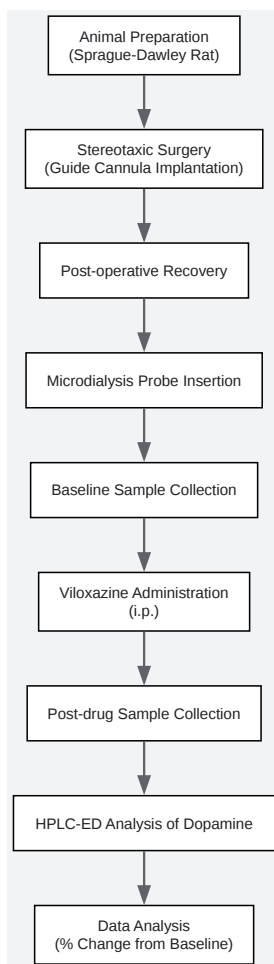 Animal Preparation
(Sprague-Dawley Rat)
Stereotaxic Surgery
(Guide Cannula Implantation)
Post-operative Recovery
Microdialysis Probe Insertion
Baseline Sample Collection
Viloxazine Administration
(i.p.)
Post-drug Sample Collection
HPLC-ED Analysis of Dopamine
Data Analysis
(% Change from Baseline)